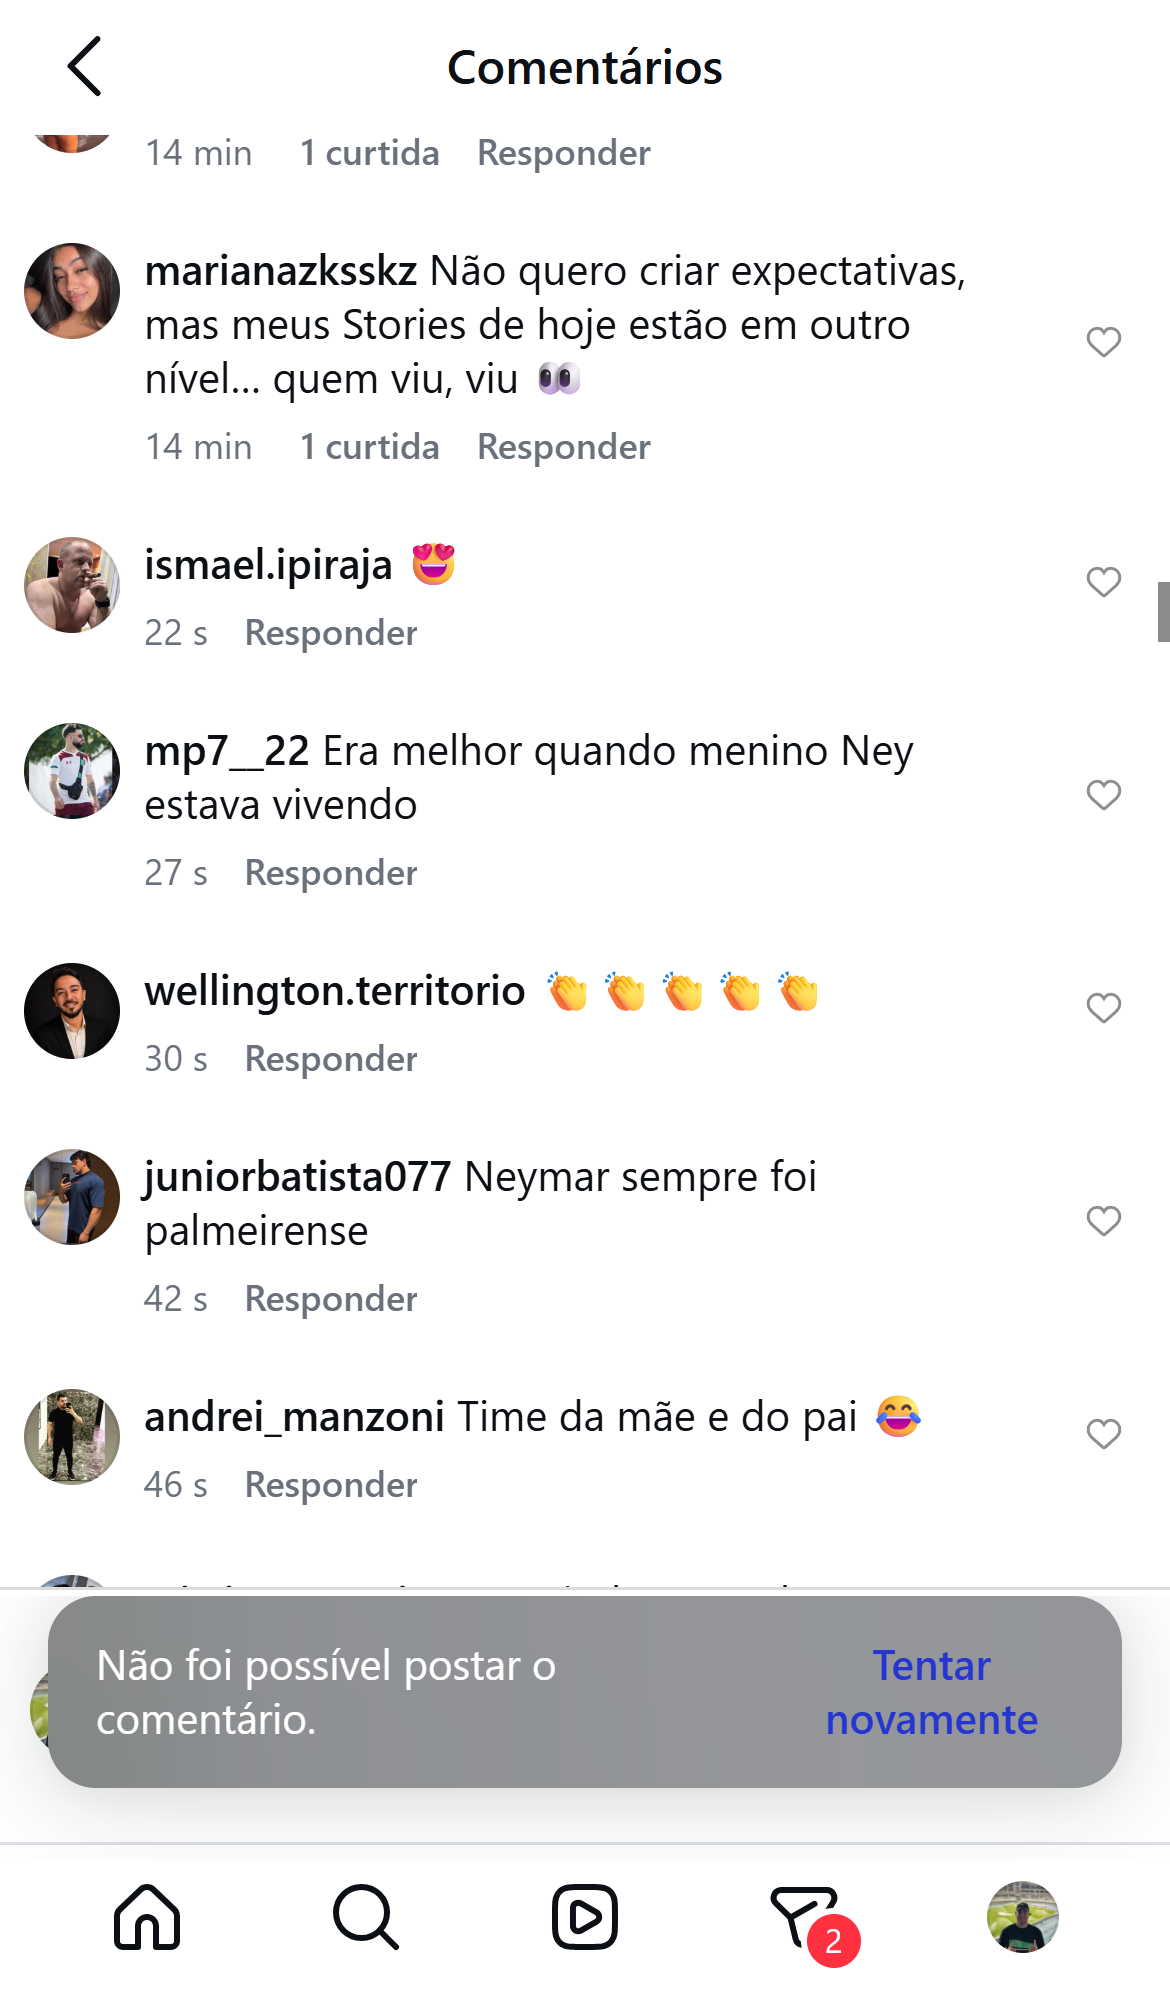 Comentários
14 min 1 curtida Responder
marianazksskz Não quero criar expectativas,
mas meus Stories de hoje estão em outro
nível... quem viu, viu 👀
14 min 1 curtida Responder
ismael.ipiraja 😍
22 s Responder
mp7__22 Era melhor quando menino Ney
estava vivendo
27 s Responder
wellington.territorio 👏👏👏👏👏
30 s Responder
juniorbatista077 Neymar sempre foi
palmeirense
42 s Responder
andrei_manzoni Time da mãe e do pai 😂
46 s Responder
Não foi possível postar o
comentário.
Tentar
novamente
2